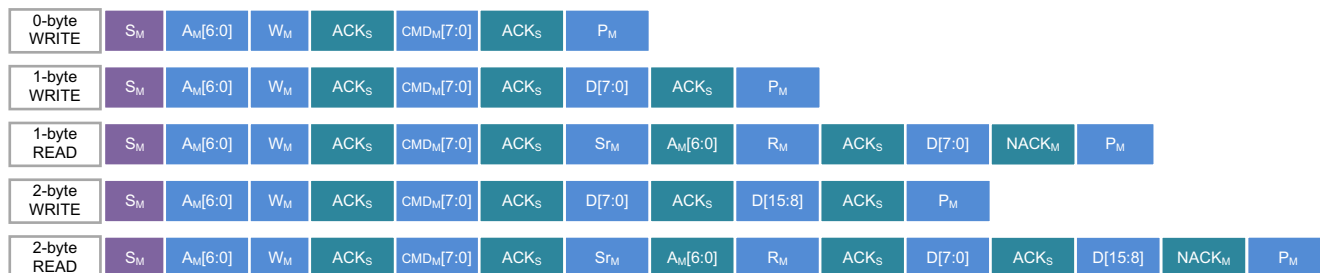 0-byte
WRITE
S_M A_M[6:0] W_M ACK_S CMD_M[7:0] ACK_S P_M
1-byte
WRITE
S_M A_M[6:0] W_M ACK_S CMD_M[7:0] ACK_S D[7:0] ACK_S P_M
1-byte
READ
S_M A_M[6:0] W_M ACK_S CMD_M[7:0] ACK_S Sr_M A_M[6:0] R_M ACK_S D[7:0] NACK_M P_M
2-byte
WRITE
S_M A_M[6:0] W_M ACK_S CMD_M[7:0] ACK_S D[7:0] ACK_S D[15:8] ACK_S P_M
2-byte
READ
S_M A_M[6:0] W_M ACK_S CMD_M[7:0] ACK_S Sr_M A_M[6:0] R_M ACK_S D[7:0] ACK_S D[15:8] NACK_M P_M